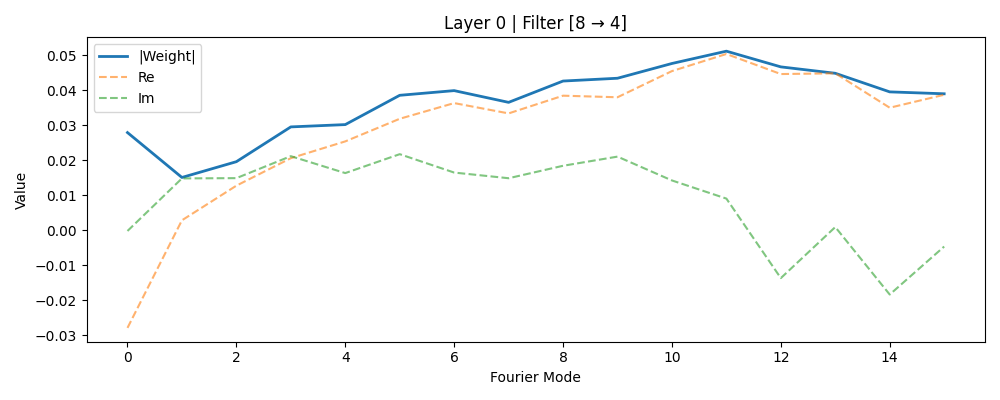 Layer 0 | Filter [8 → 4]
|Weight|
Re
Im
0.05
0.04
0.03
0.02
0.01
0.00
−0.01
−0.02
−0.03
Value
0 2 4 6 8 10 12 14
Fourier Mode